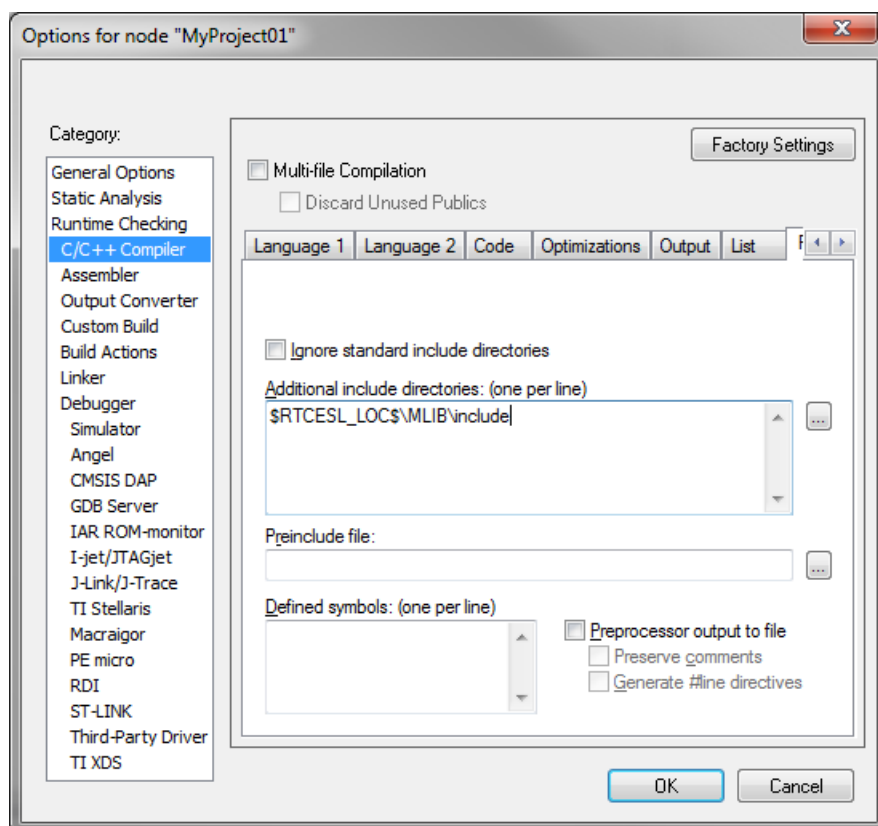 Options for node "MyProject01"
Category:
Factory Settings
General Options
Static Analysis
Runtime Checking
C/C++ Compiler
Assembler
Output Converter
Custom Build
Build Actions
Linker
Debugger
Simulator
Angel
CMSIS DAP
GDB Server
IAR ROM-monitor
I-jet/JTAGjet
J-Link/J-Trace
TI Stellaris
Macraigor
PE micro
RDI
ST-LINK
Third-Party Driver
TI XDS
Multi-file Compilation
Discard Unused Publics
Language 1 Language 2 Code Optimizations Output List
Ignore standard include directories
Additional include directories: (one per line)
$RTCESL_LOC$\MLIB\include
...
Preinclude file:
...
Defined symbols: (one per line)
Preprocessor output to file
Preserve comments
Generate #line directives
OK Cancel